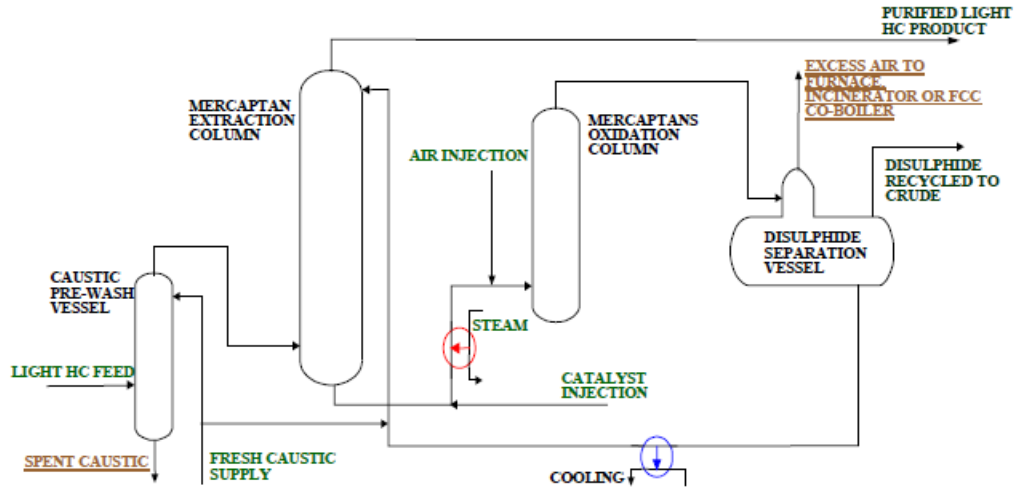 PURIFIED LIGHT
HC PRODUCT
EXCESS AIR TO
FURNACE,
INCINERATOR OR FCC
CO-BOILER
MERCAPTAN
EXTRACTION
COLUMN
MERCAPTANS
OXIDATION
COLUMN
AIR INJECTION
DISULPHIDE
RECYCLED TO
CRUDE
DISULPHIDE
SEPARATION
VESSEL
CAUSTIC
PRE-WASH
VESSEL
STEAM
LIGHT HC FEED
CATALYST
INJECTION
SPENT CAUSTIC
FRESH CAUSTIC
SUPPLY
COOLING